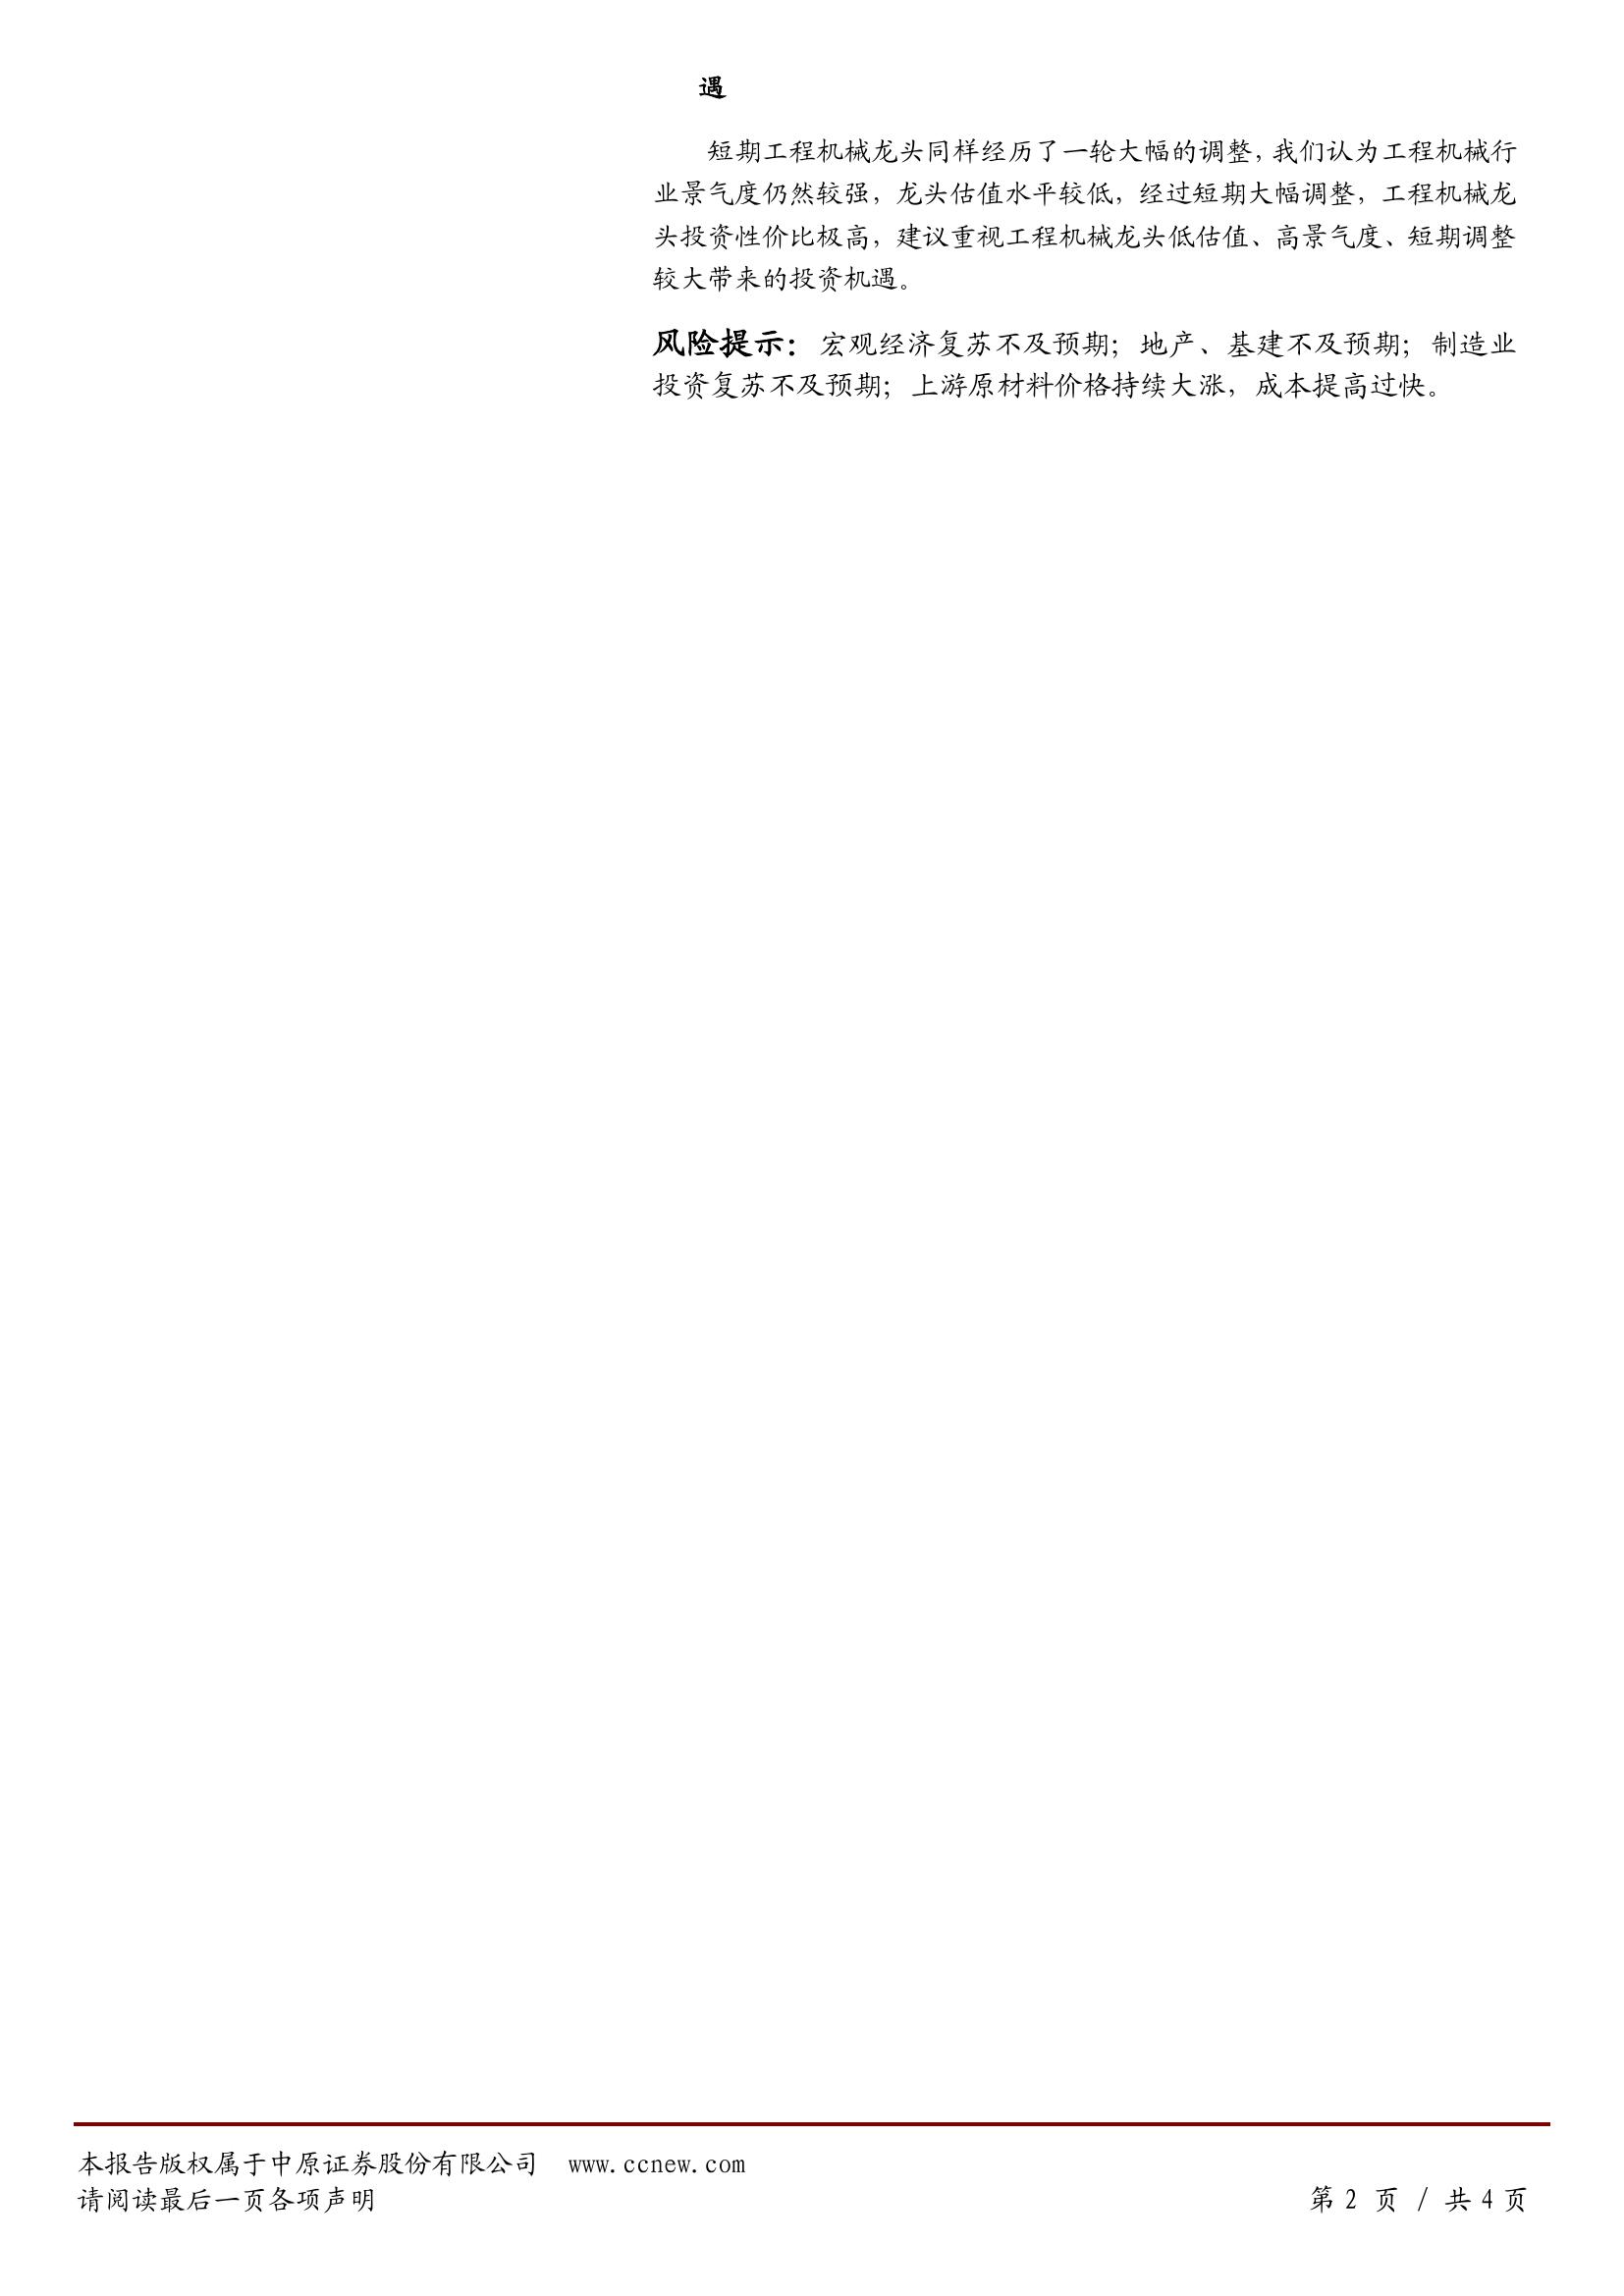 遇
短期工程机械龙头同样经历了一轮大幅的调整，我们认为工程机械行
业景气度仍然较强，龙头估值水平较低，经过短期大幅调整，工程机械龙
头投资性价比极高，建议重视工程机械龙头低估值、高景气度、短期调整
较大带来的投资机遇。
风险提示：宏观经济复苏不及预期；地产、基建不及预期；制造业
投资复苏不及预期；上游原材料价格持续大涨，成本提高过快。
本报告版权属于中原证券股份有限公司 www.ccnew.com
请阅读最后一页各项声明
第 2 页 / 共 4 页